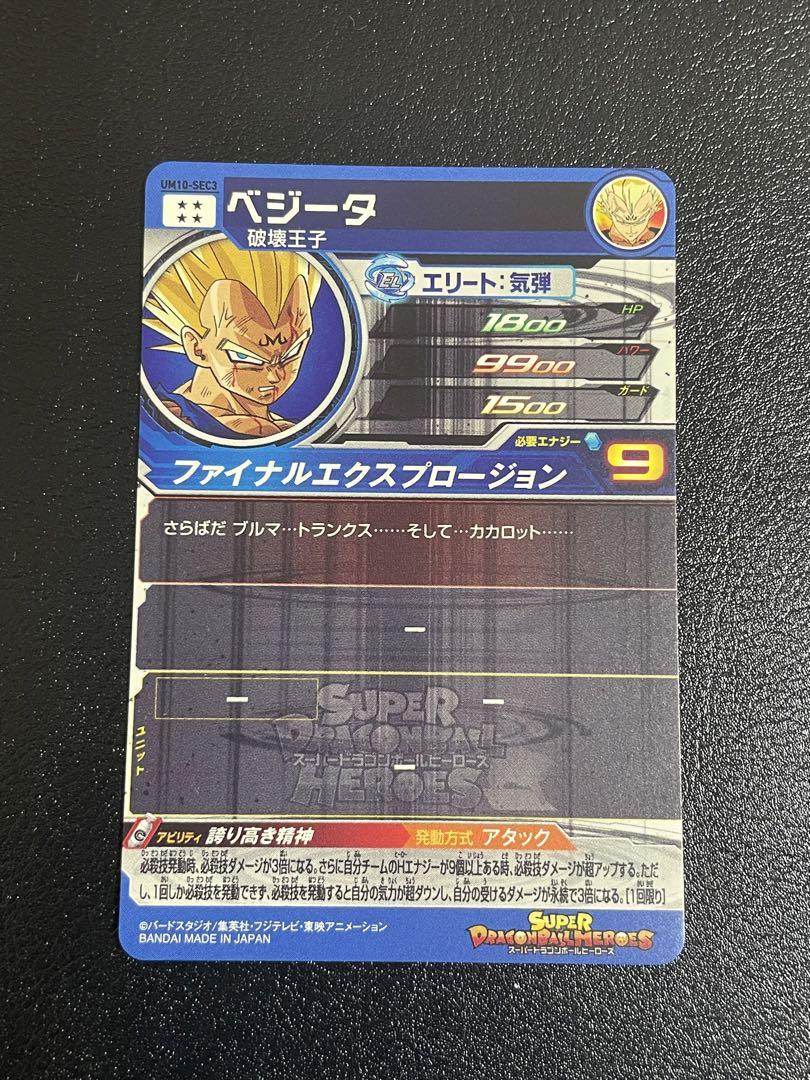 UM10-SEC3
★★
★★
ベジータ
破壊王子
EL エリート：気弾
HP
1800
パワー
9900
ガード
1500
必要エナジー 9
ファイナルエクスプロージョン
さらばだ ブルマ…トランクス……そして…カカロット……
ー
ー ー
ー
ユニット
SUPER
DRAGONBALL
スーパードラゴンボールヒーローズ
HEROES
アビリティ 誇り高き精神 発動方式 アタック
必殺技発動時、必殺技ダメージが3倍になる。さらに自分チームのHエナジーが9個以上ある時、必殺技ダメージが超アップする。ただ
し、1回しか必殺技を発動できず、必殺技を発動すると自分の気力が超ダウンし、自分の受けるダメージが永続で3倍になる。[1回限り]
©バードスタジオ/集英社・フジテレビ・東映アニメーション
BANDAI MADE IN JAPAN
SUPER
DRAGONBALL HEROES
スーパードラゴンボールヒーローズ